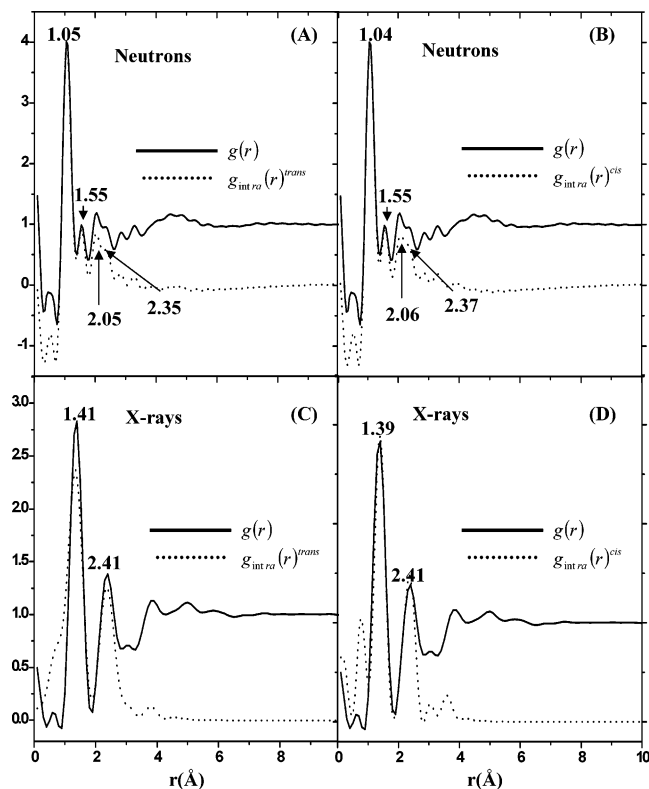 1.05
(A)
Neutrons
g(r)
g_intra(r)^trans
1.55
2.05
2.35
4
3
2
1
0
-1
1.04
(B)
Neutrons
g(r)
g_intra(r)^cis
1.55
2.06
2.37
1.41
(C)
X-rays
g(r)
g_intra(r)^trans
2.41
3.0
2.5
2.0
1.5
1.0
0.5
0.0
0 2 4 6 8
r(Å)
1.39
(D)
X-rays
g(r)
g_intra(r)^cis
2.41
0 2 4 6 8 10
r(Å)